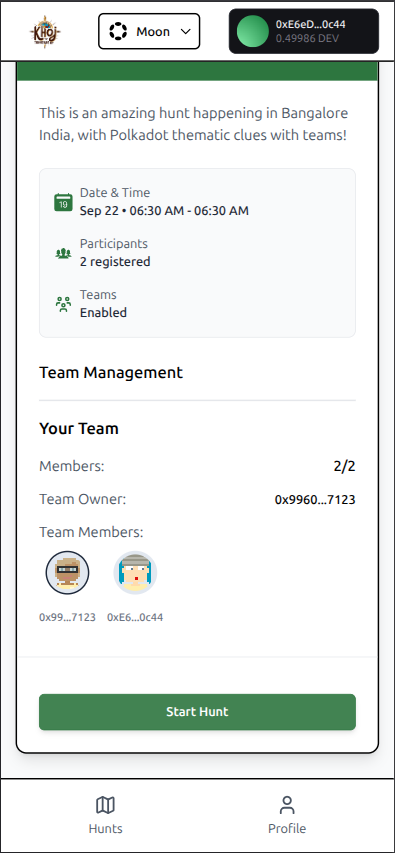 KHOJ
Moon
0xE6eD...0c44
0.49986 DEV
This is an amazing hunt happening in Bangalore
India, with Polkadot thematic clues with teams!
19
Date & Time
Sep 22 • 06:30 AM - 06:30 AM
Participants
2 registered
Teams
Enabled
Team Management
Your Team
Members:
2/2
Team Owner:
0x9960...7123
Team Members:
0x99...7123
0xE6...0c44
Start Hunt
Hunts
Profile